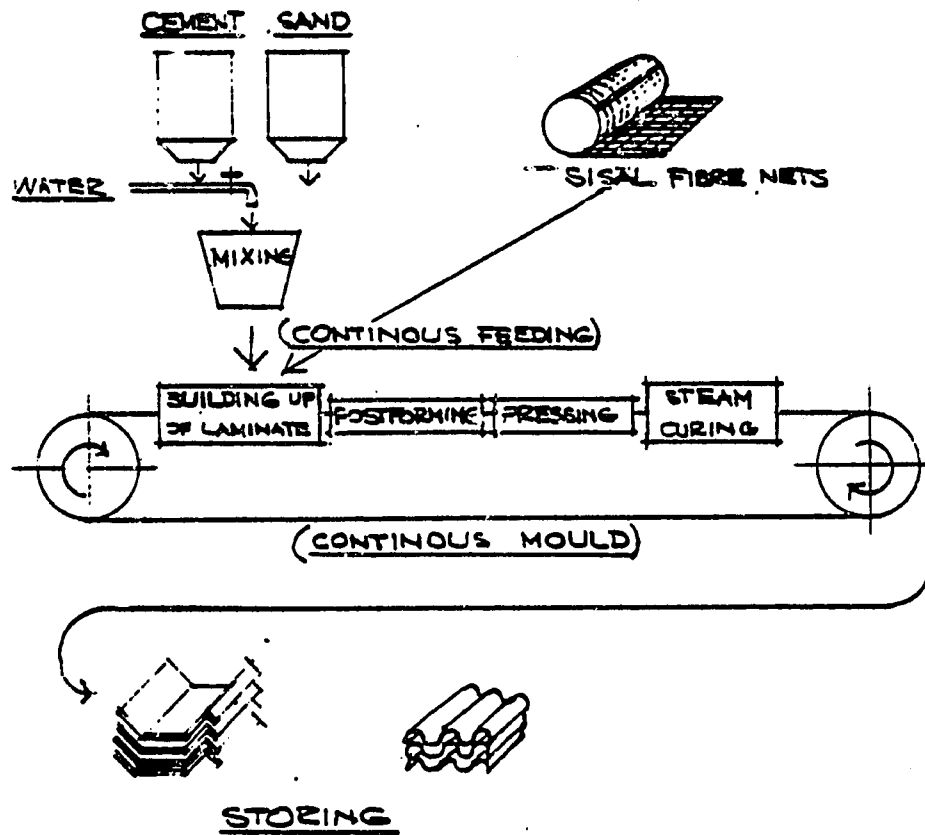 CEMENT SAND
WATER
SISAL FIBRE NETS
MIXING
(CONTINOUS FEEDING)
BUILDING UP
OF LAMINATE
POSTFORMINE
PRESSING
STEAM
CURING
(CONTINOUS MOULD)
STORING